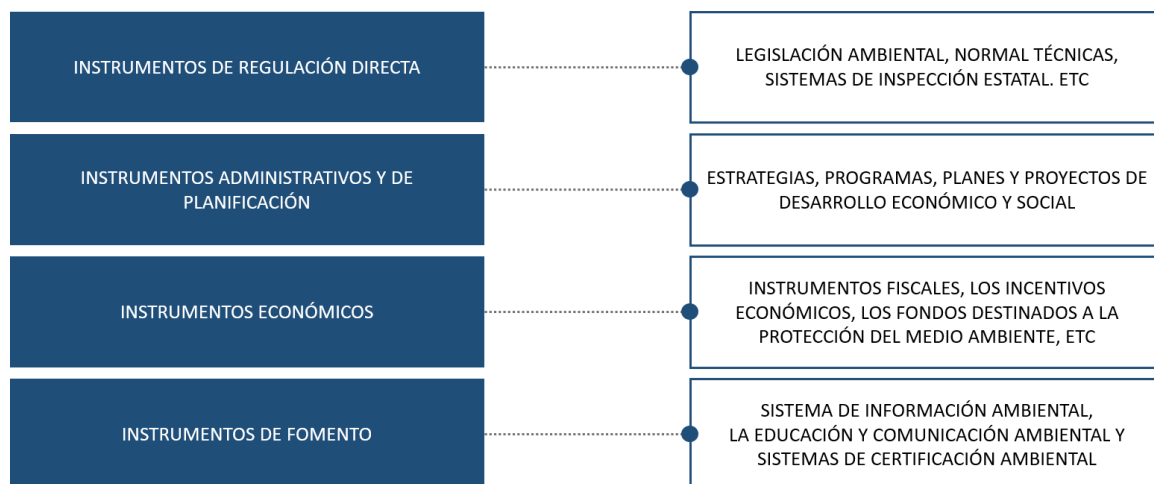 INSTRUMENTOS DE REGULACIÓN DIRECTA
LEGISLACIÓN AMBIENTAL, NORMAL TÉCNICAS,
SISTEMAS DE INSPECCIÓN ESTATAL. ETC
INSTRUMENTOS ADMINISTRATIVOS Y DE
PLANIFICACIÓN
ESTRATEGIAS, PROGRAMAS, PLANES Y PROYECTOS DE
DESARROLLO ECONÓMICO Y SOCIAL
INSTRUMENTOS ECONÓMICOS
INSTRUMENTOS FISCALES, LOS INCENTIVOS
ECONÓMICOS, LOS FONDOS DESTINADOS A LA
PROTECCIÓN DEL MEDIO AMBIENTE, ETC
INSTRUMENTOS DE FOMENTO
SISTEMA DE INFORMACIÓN AMBIENTAL,
LA EDUCACIÓN Y COMUNICACIÓN AMBIENTAL Y
SISTEMAS DE CERTIFICACIÓN AMBIENTAL